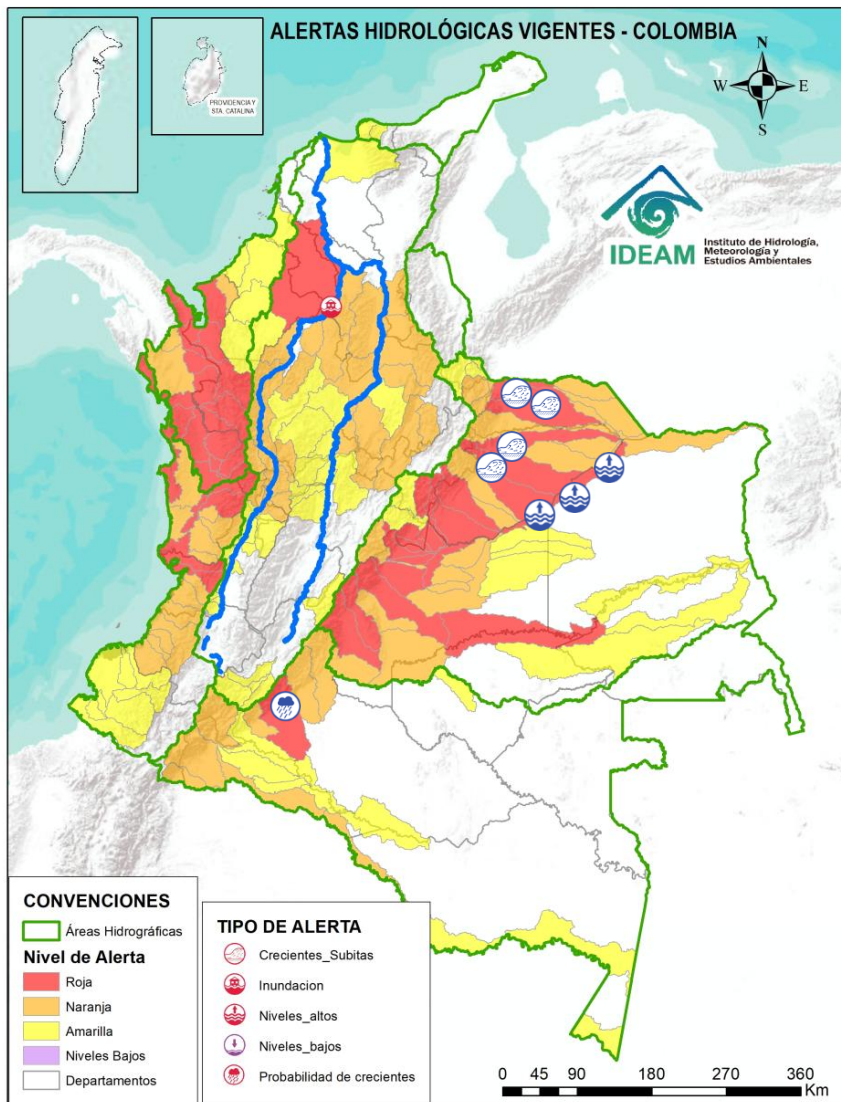 ALERTAS HIDROLÓGICAS VIGENTES - COLOMBIA
PROVIDENCIA Y
STA. CATALINA
N
W
E
S
IDEAM
Instituto de Hidrología,
Meteorología y
Estudios Ambientales
CONVENCIONES
Áreas Hidrográficas
Nivel de Alerta
Roja
Naranja
Amarilla
Niveles Bajos
Departamentos
TIPO DE ALERTA
Crecientes_Subitas
Inundacion
Niveles_altos
Niveles_bajos
Probabilidad de crecientes
0 45 90 180 270 360
Km